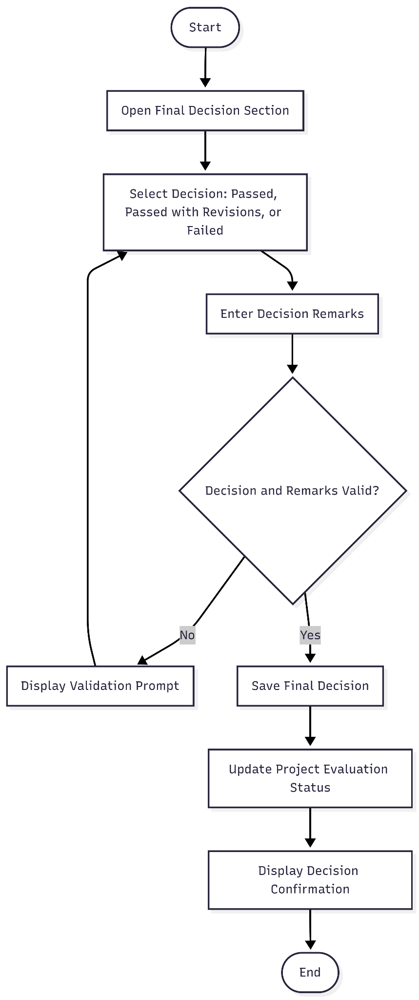 Start
Open Final Decision Section
Select Decision: Passed,
Passed with Revisions, or
Failed
Enter Decision Remarks
Decision and Remarks Valid?
No
Yes
Display Validation Prompt
Save Final Decision
Update Project Evaluation
Status
Display Decision
Confirmation
End